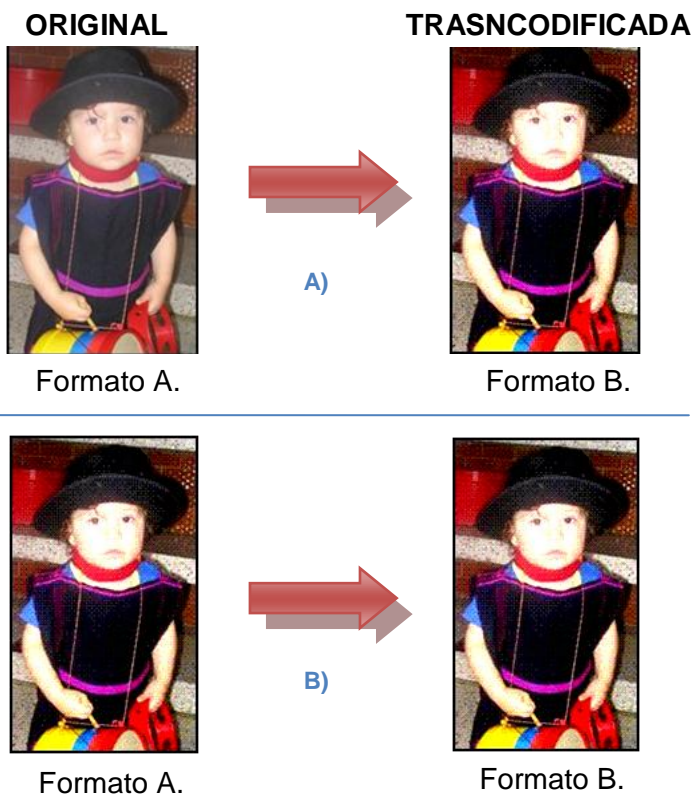 ORIGINAL TRASNCODIFICADA
A)
Formato A. Formato B.
B)
Formato A. Formato B.